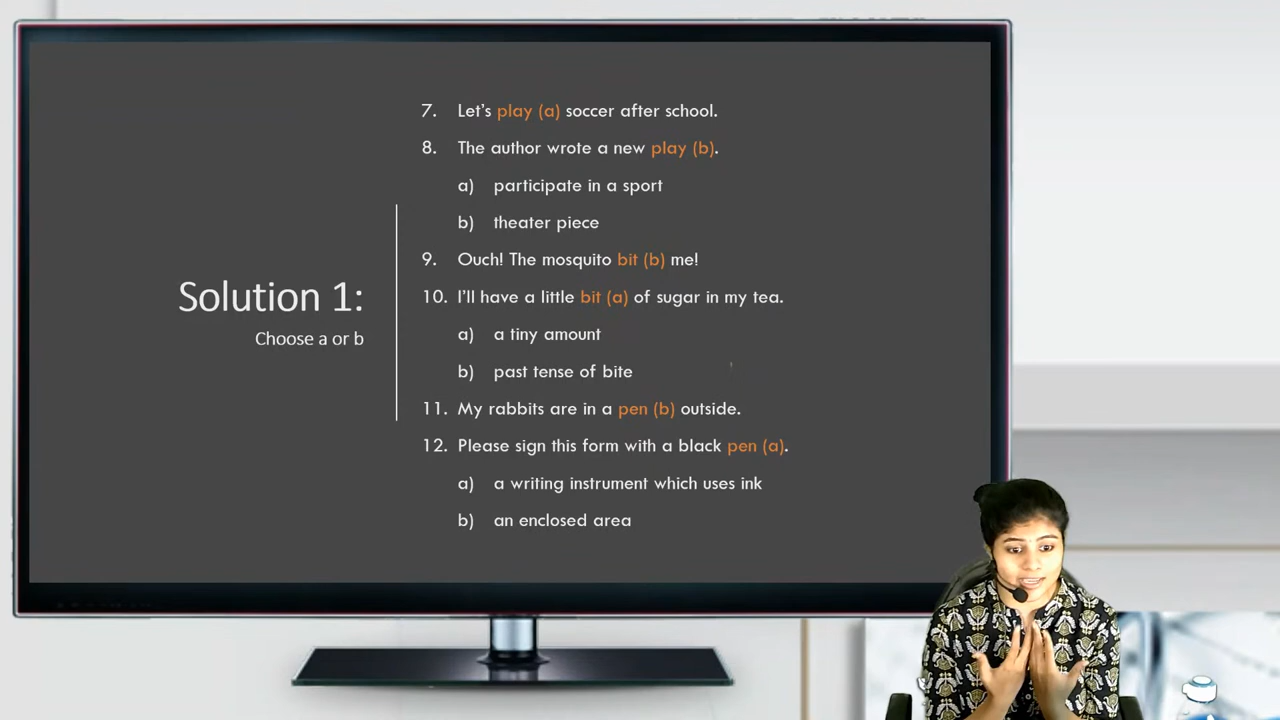 Solution 1:
Choose a or b
7. Let's play (a) soccer after school.
8. The author wrote a new play (b).
a) participate in a sport
b) theater piece
9. Ouch! The mosquito bit (b) me!
10. I'll have a little bit (a) of sugar in my tea.
a) a tiny amount
b) past tense of bite
11. My rabbits are in a pen (b) outside.
12. Please sign this form with a black pen (a).
a) a writing instrument which uses ink
b) an enclosed area